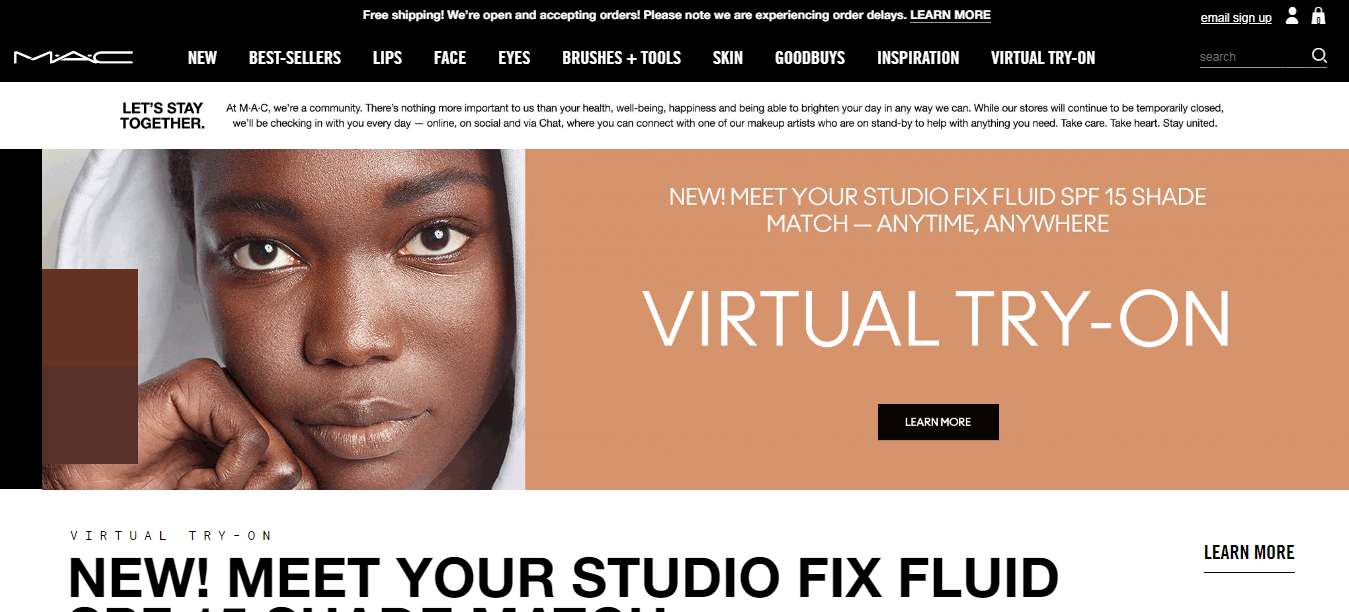 Free shipping! We're open and accepting orders! Please note we are experiencing order delays. LEARN MORE
email sign up
0
M·A·C
NEW BEST-SELLERS LIPS FACE EYES BRUSHES + TOOLS SKIN GOODBUYS INSPIRATION VIRTUAL TRY-ON
search
LET'S STAY
TOGETHER.
At M·A·C, we're a community. There's nothing more important to us than your health, well-being, happiness and being able to brighten your day in any way we can. While our stores will continue to be temporarily closed,
we'll be checking in with you every day — online, on social and via Chat, where you can connect with one of our makeup artists who are on stand-by to help with anything you need. Take care. Take heart. Stay united.
NEW! MEET YOUR STUDIO FIX FLUID SPF 15 SHADE
MATCH — ANYTIME, ANYWHERE
VIRTUAL TRY-ON
LEARN MORE
VIRTUAL TRY-ON
NEW! MEET YOUR STUDIO FIX FLUID
SPF 15 SHADE MATCH
LEARN MORE